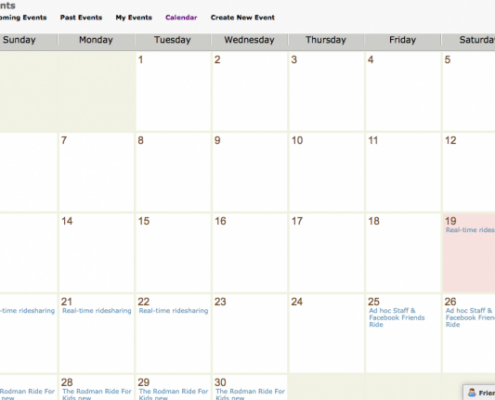 nts
oming Events Past Events My Events Calendar Create New Event
Sunday Monday Tuesday Wednesday Thursday Friday Saturda
1 2 3 4 5
7 8 9 10 11 12
14 15 16 17 18 19
Real-time rides
21 22 23 24 25 26
-time ridesharing Real-time ridesharing Real-time ridesharing Ad hoc Staff & Ad hoc Staff &
Facebook Friends Facebook Friends
Ride Ride
28 29 30
The Rodman Ride For The Rodman Ride For The Rodman Ride For The Rodman Ride For
Kids new Kids new Kids new Kids new
Frien